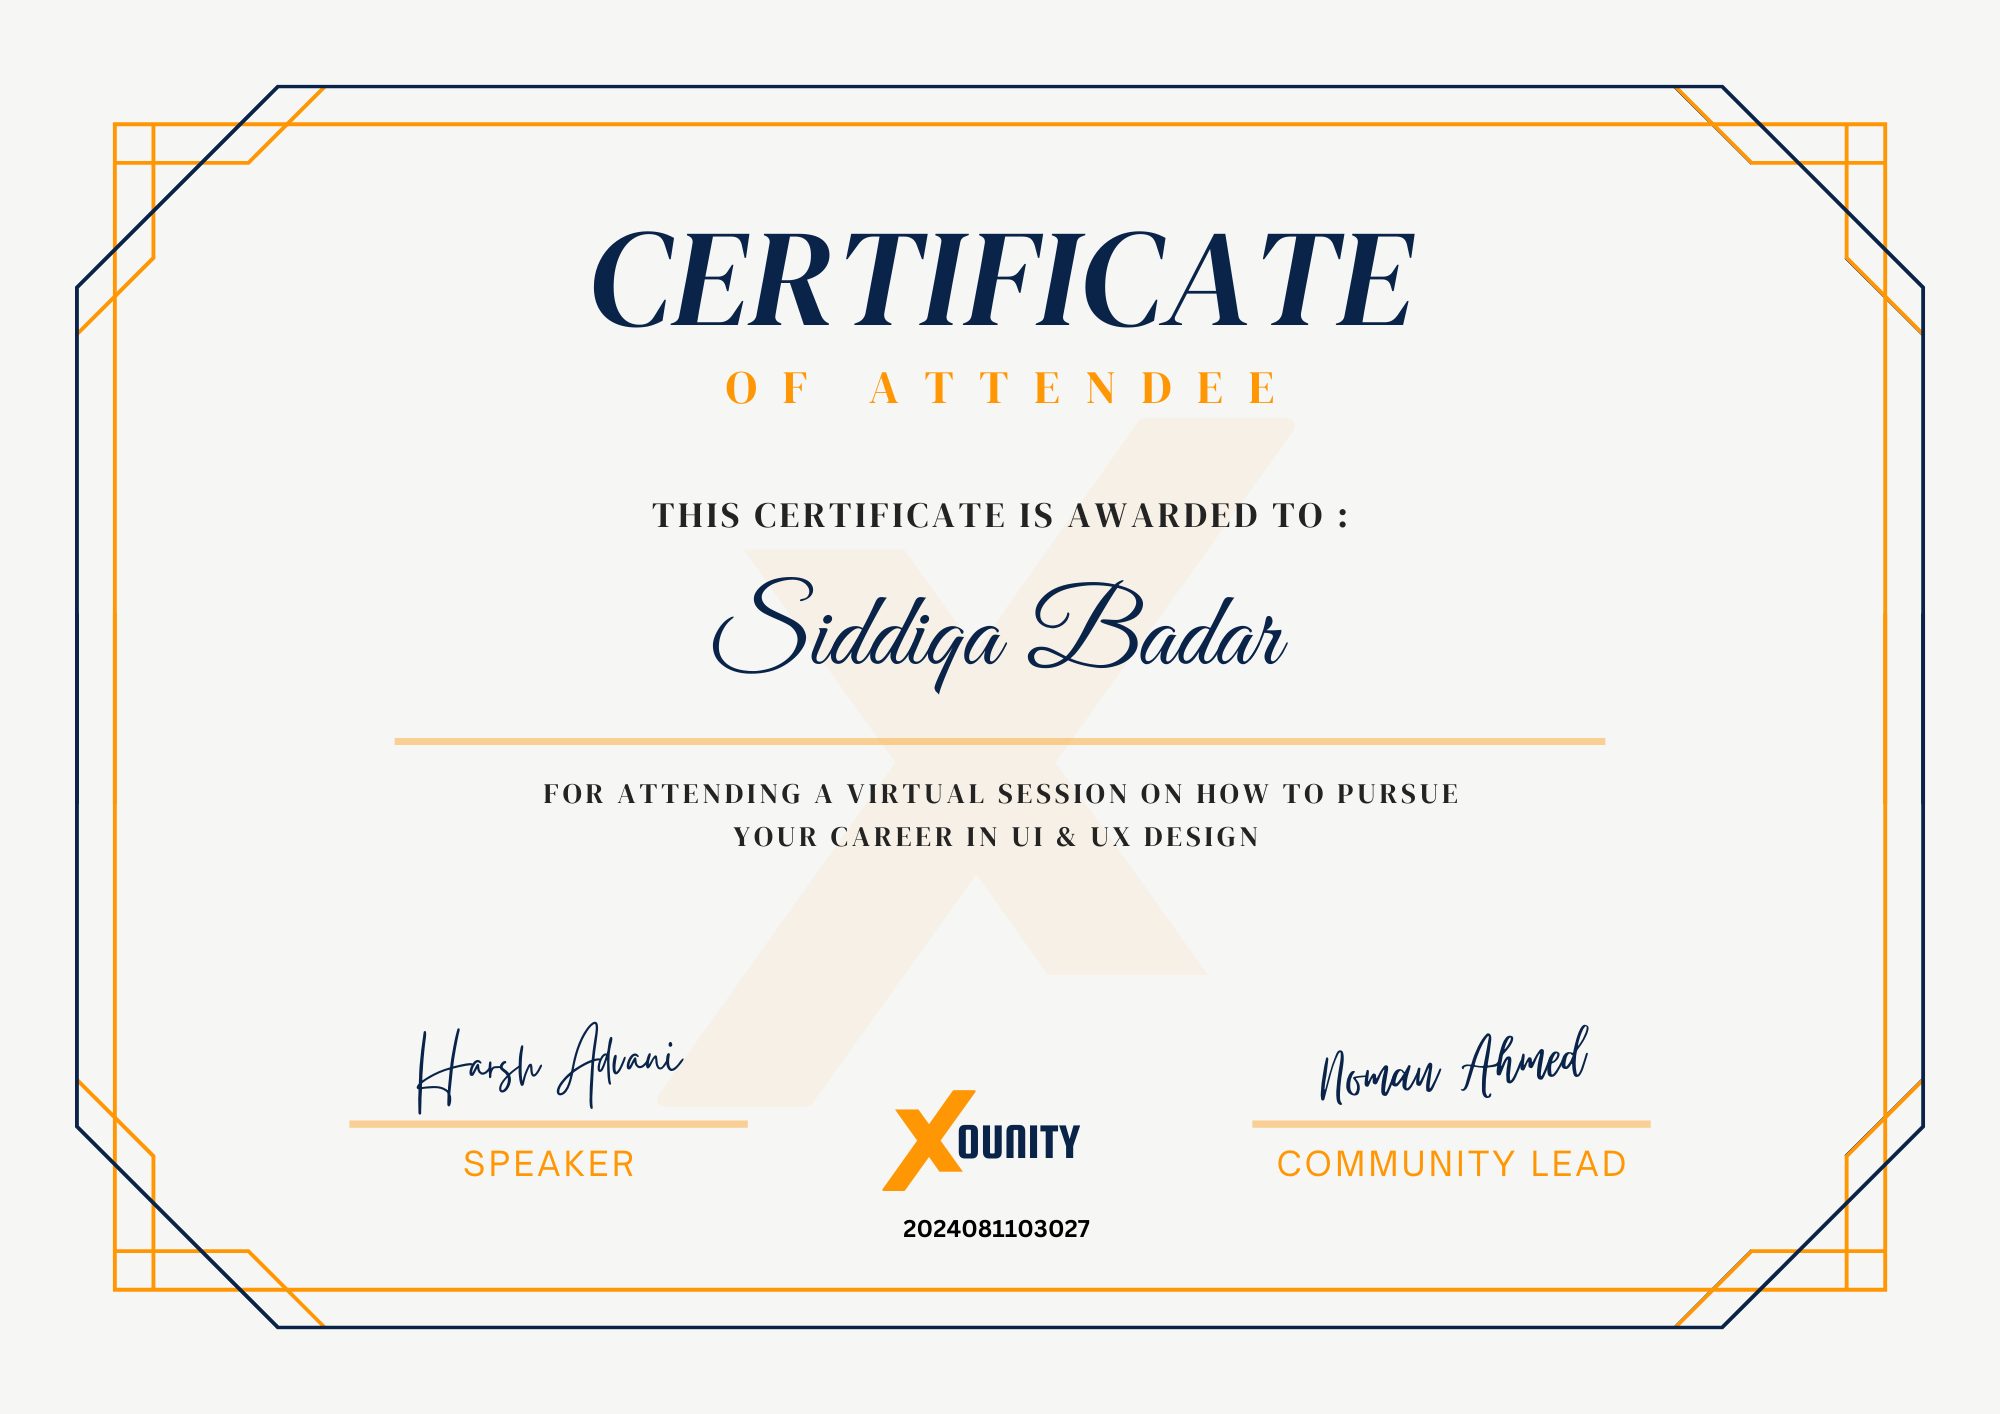 CERTIFICATE
OF ATTENDEE
THIS CERTIFICATE IS AWARDED TO :
Siddiqa Badar
FOR ATTENDING A VIRTUAL SESSION ON HOW TO PURSUE
YOUR CAREER IN UI & UX DESIGN
Harsh Advani
Noman Ahmed
SPEAKER
XOUNITY
COMMUNITY LEAD
2024081103027